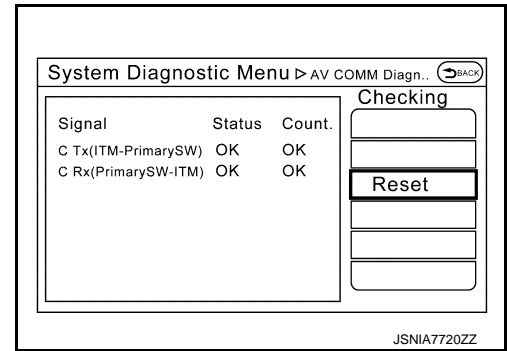 System Diagnostic Menu ▷ AV COMM Diagn.. BACK
Checking
Signal Status Count.
C Tx(ITM-PrimarySW) OK OK
C Rx(PrimarySW-ITM) OK OK
Reset
JSNIA7720ZZ